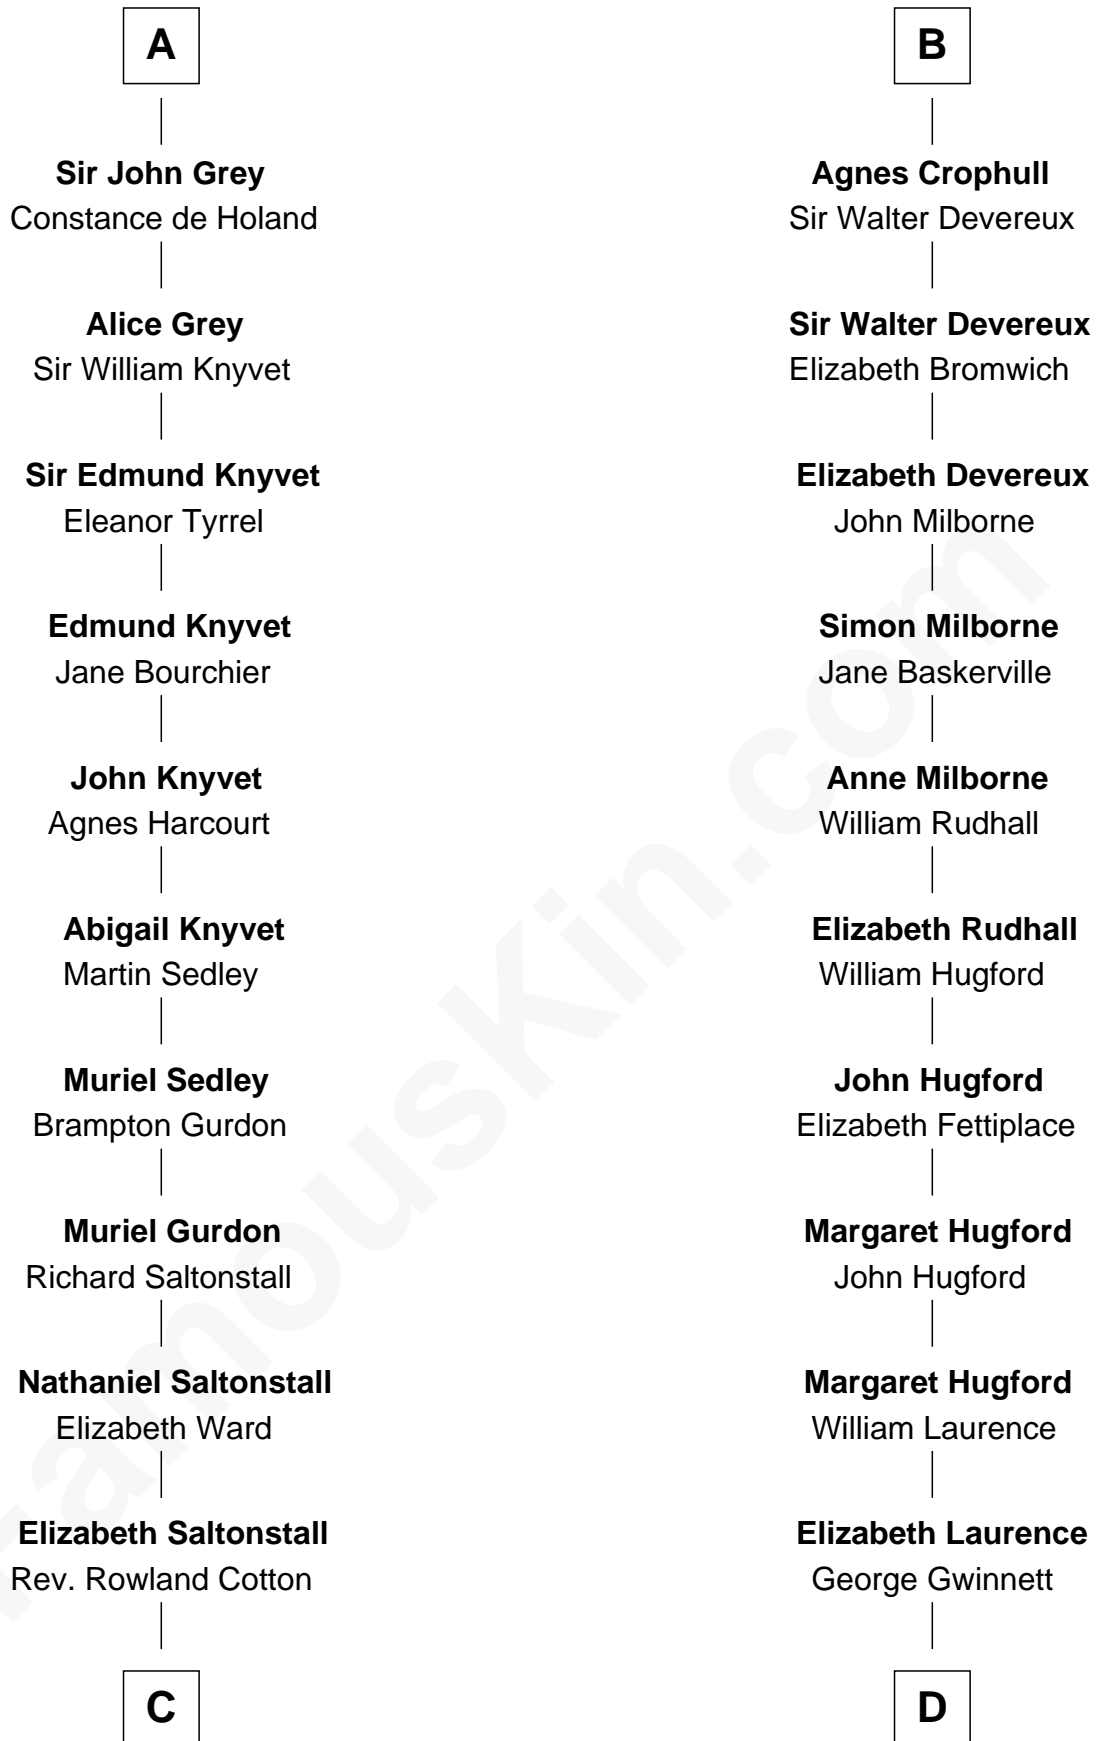 A
Sir John Grey
Constance de Holand
Alice Grey
Sir William Knyvet
Sir Edmund Knyvet
Eleanor Tyrrel
Edmund Knyvet
Jane Bourchier
John Knyvet
Agnes Harcourt
Abigail Knyvet
Martin Sedley
Muriel Sedley
Brampton Gurdon
Muriel Gurdon
Richard Saltonstall
Nathaniel Saltonstall
Elizabeth Ward
Elizabeth Saltonstall
Rev. Rowland Cotton
C
B
Agnes Crophull
Sir Walter Devereux
Sir Walter Devereux
Elizabeth Bromwich
Elizabeth Devereux
John Milborne
Simon Milborne
Jane Baskerville
Anne Milborne
William Rudhall
Elizabeth Rudhall
William Hugford
John Hugford
Elizabeth Fettiplace
Margaret Hugford
John Hugford
Margaret Hugford
William Laurence
Elizabeth Laurence
George Gwinnett
D
FamousKin.com